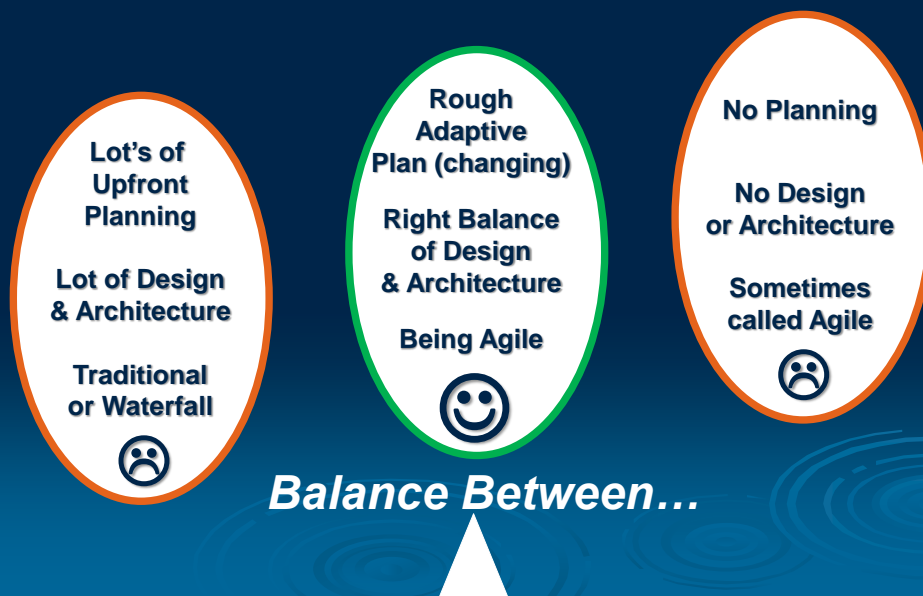 Lot's of
Upfront
Planning
Lot of Design
& Architecture
Traditional
or Waterfall
Rough
Adaptive
Plan (changing)
Right Balance
of Design
& Architecture
Being Agile
No Planning
No Design
or Architecture
Sometimes
called Agile
Balance Between...